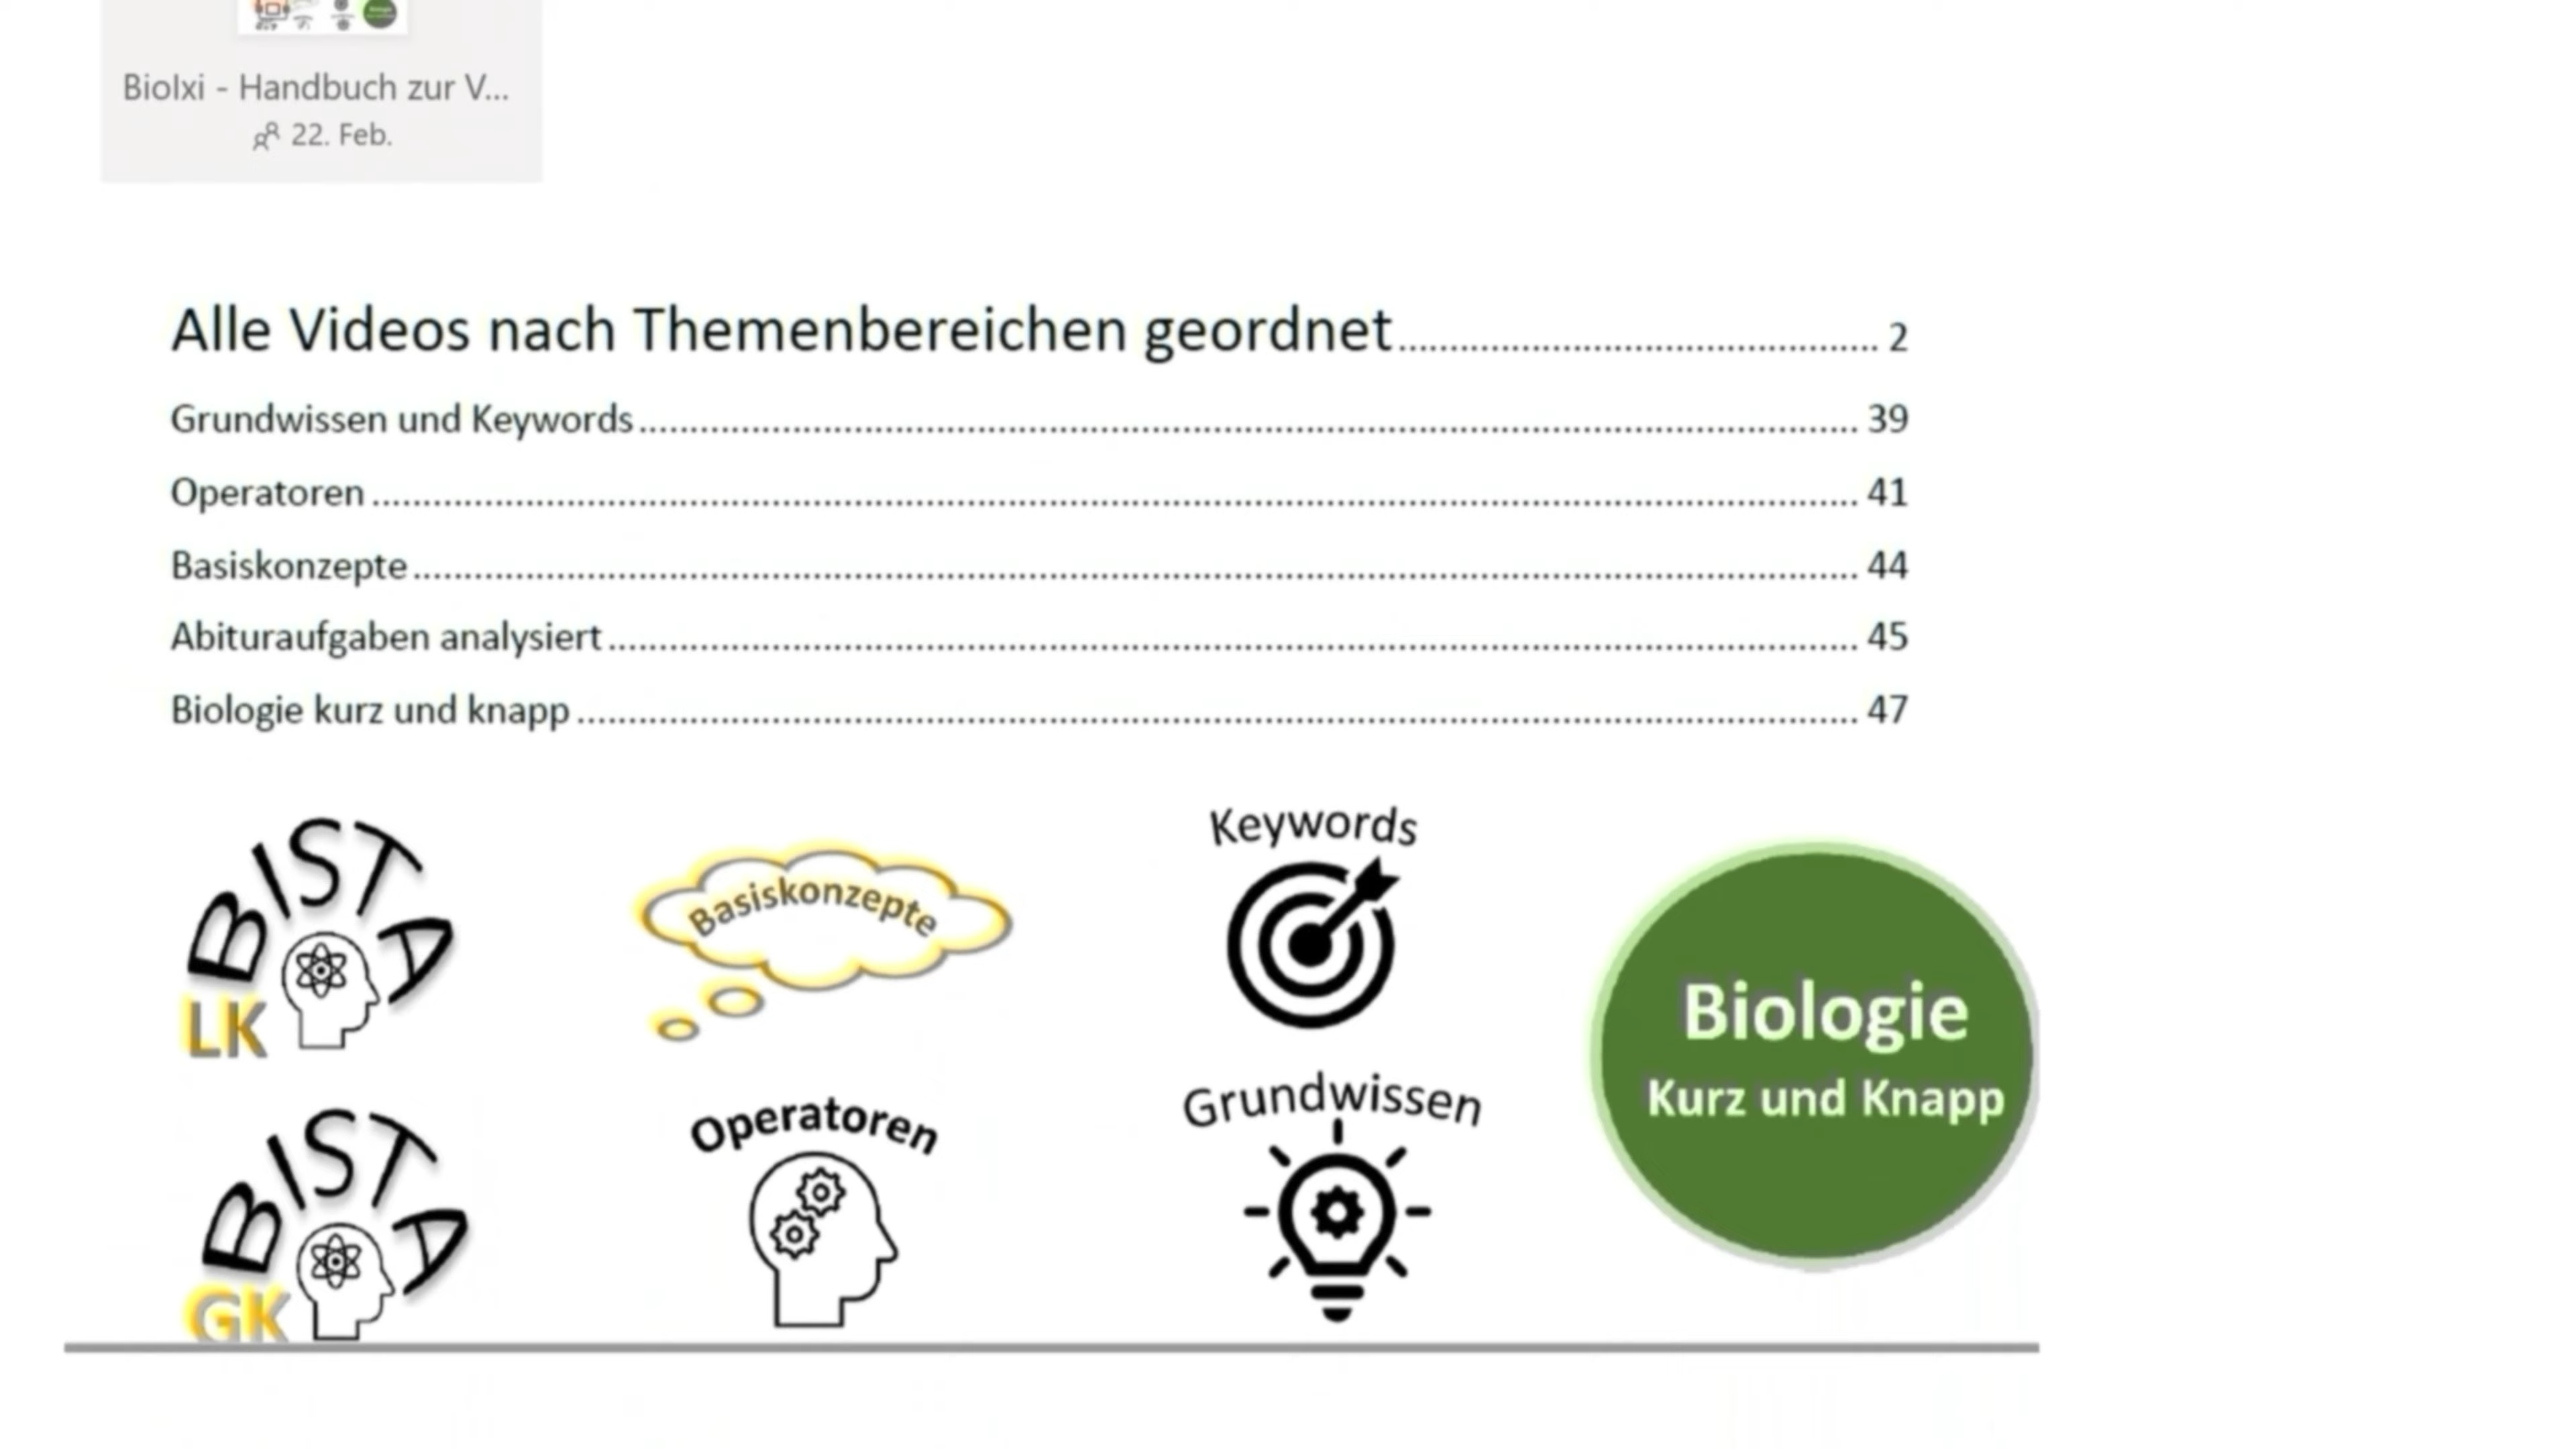 Biolxi - Handbuch zur V...
22. Feb.
Alle Videos nach Themenbereichen geordnet 2
Grundwissen und Keywords 39
Operatoren 41
Basiskonzepte 44
Abituraufgaben analysiert 45
Biologie kurz und knapp 47
BISTA
LK
Basiskonzepte
Keywords
Biologie
Kurz und Knapp
BISTA
GK
Operatoren
Grundwissen